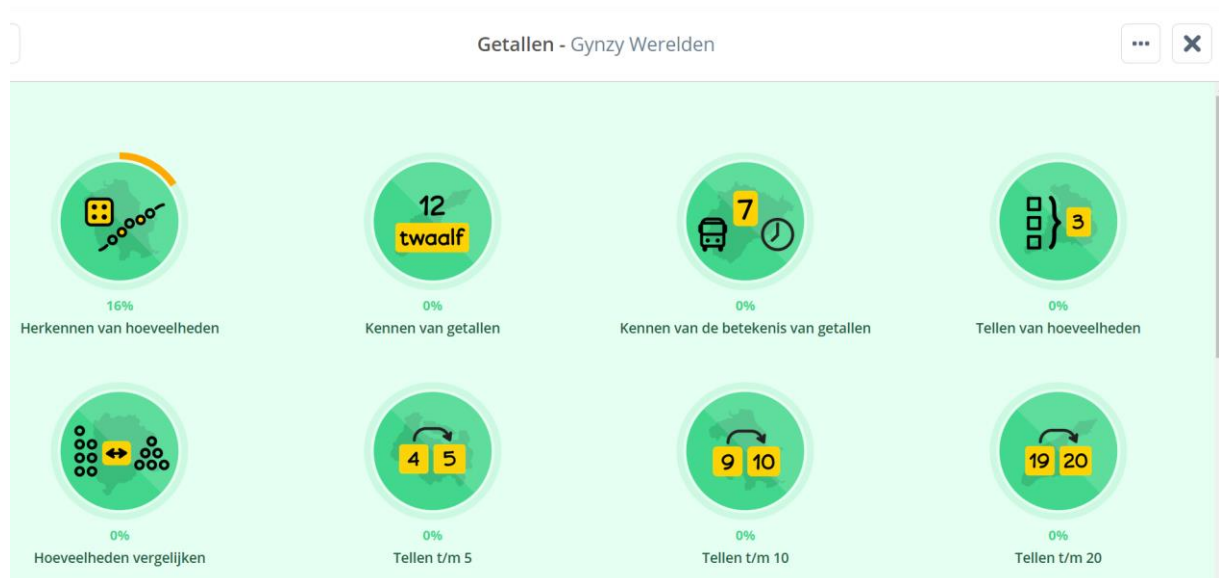 Getallen - Gynzy Werelden
12
twaalf
7
3
16%
0%
0%
0%
Herkennen van hoeveelheden
Kennen van getallen
Kennen van de betekenis van getallen
Tellen van hoeveelheden
4 5
9 10
19 20
0%
0%
0%
0%
Hoeveelheden vergelijken
Tellen t/m 5
Tellen t/m 10
Tellen t/m 20